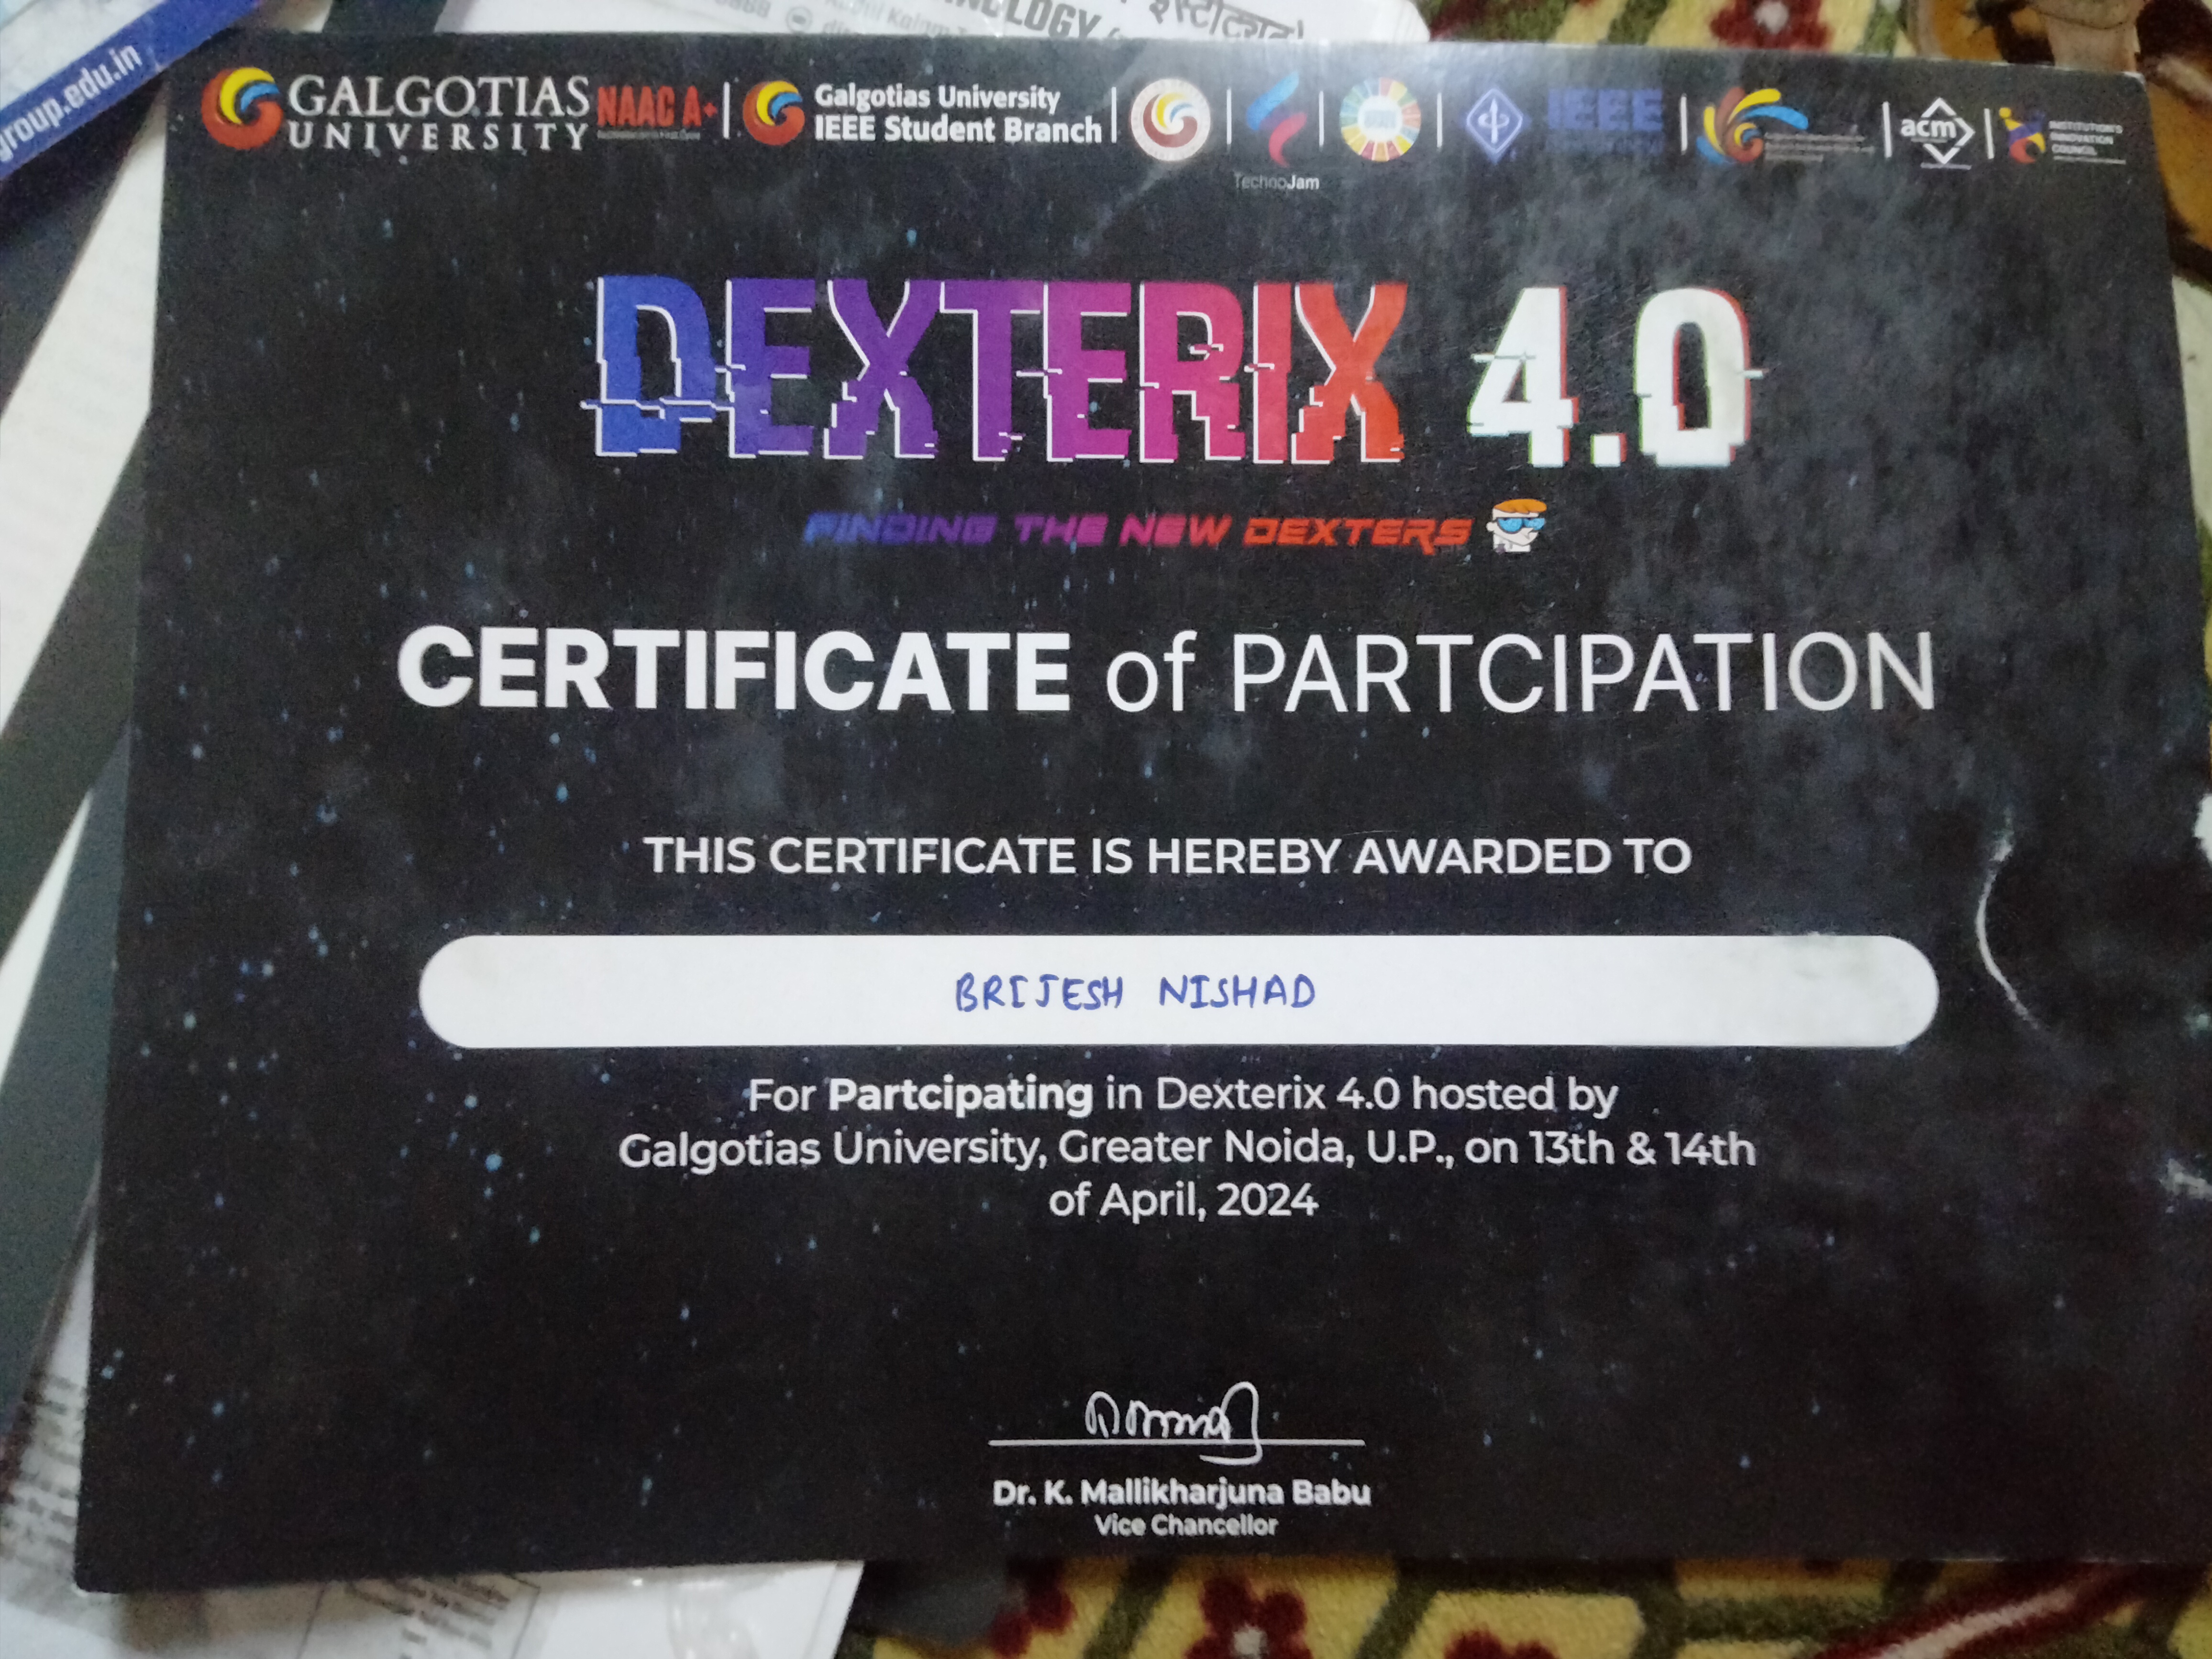 group.edu.in
GALGOTIAS
UNIVERSITY
NAAC A+
Galgotias University
IEEE Student Branch
TechnoJam
IEEE
acm
INSTITUTION'S
INNOVATION
COUNCIL
DEXTERIX 4.0
FINDING THE NEW DEXTERS
CERTIFICATE of PARTCIPATION
THIS CERTIFICATE IS HEREBY AWARDED TO
BRIJESH NISHAD
For Partcipating in Dexterix 4.0 hosted by
Galgotias University, Greater Noida, U.P., on 13th & 14th
of April, 2024
Dr. K. Mallikharjuna Babu
Vice Chancellor